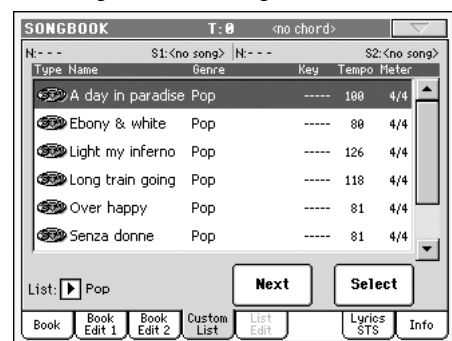 SONGBOOK T:0 <no chord>
N:--- S1:<no song> N:--- S2:<no song>
Type Name Genre Key Tempo Meter
A day in paradise Pop ----- 100 4/4
Ebony & white Pop ----- 80 4/4
Light my inferno Pop ----- 126 4/4
Long train going Pop ----- 118 4/4
Over happy Pop ----- 81 4/4
Senza donne Pop ----- 81 4/4
List: Pop Next Select
Book Book Edit 1 Book Edit 2 Custom List List Edit Lyrics STS Info